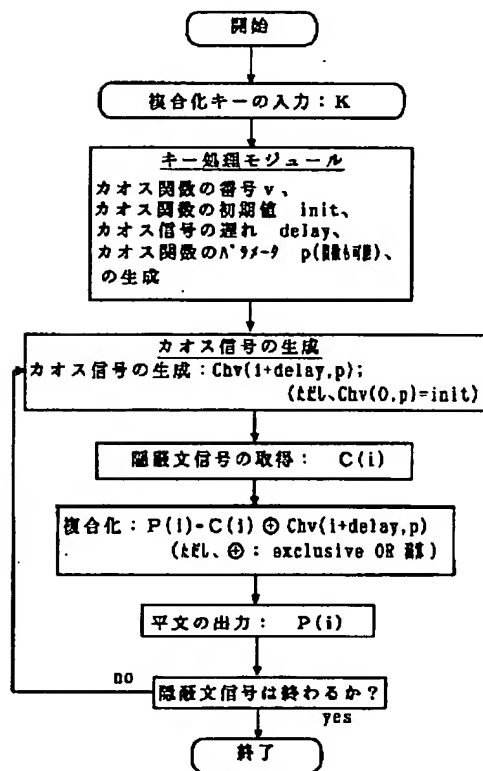 開始
複合化キーの入力：K
キー処理モジュール
カオス関数の番号 v、
カオス関数の初期値 init、
カオス信号の遅れ delay、
カオス関数のパラメータ p(複数も可能)、
の生成
カオス信号の生成
カオス信号の生成：Chv(i+delay,p);
(ただし、Chv(0,p)=init)
隠蔽文信号の取得： C(i)
複合化：P(i)=C(i) ⊕ Chv(i+delay,p)
(ただし、⊕：exclusive OR 演算)
平文の出力： P(i)
no
隠蔽文信号は終わるか？
yes
終了